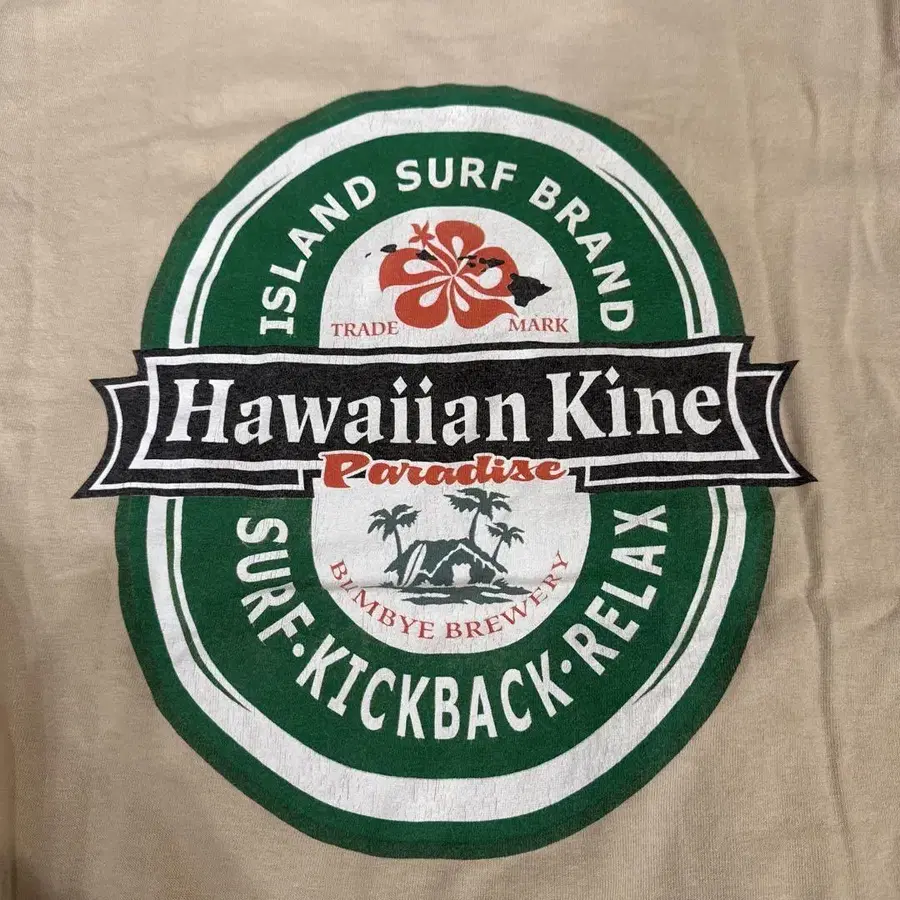 ISLAND SURF BRAND
TRADE MARK
Hawaiian Kine
Paradise
BUMBYE BREWERY
SURF·KICKBACK·RELAX